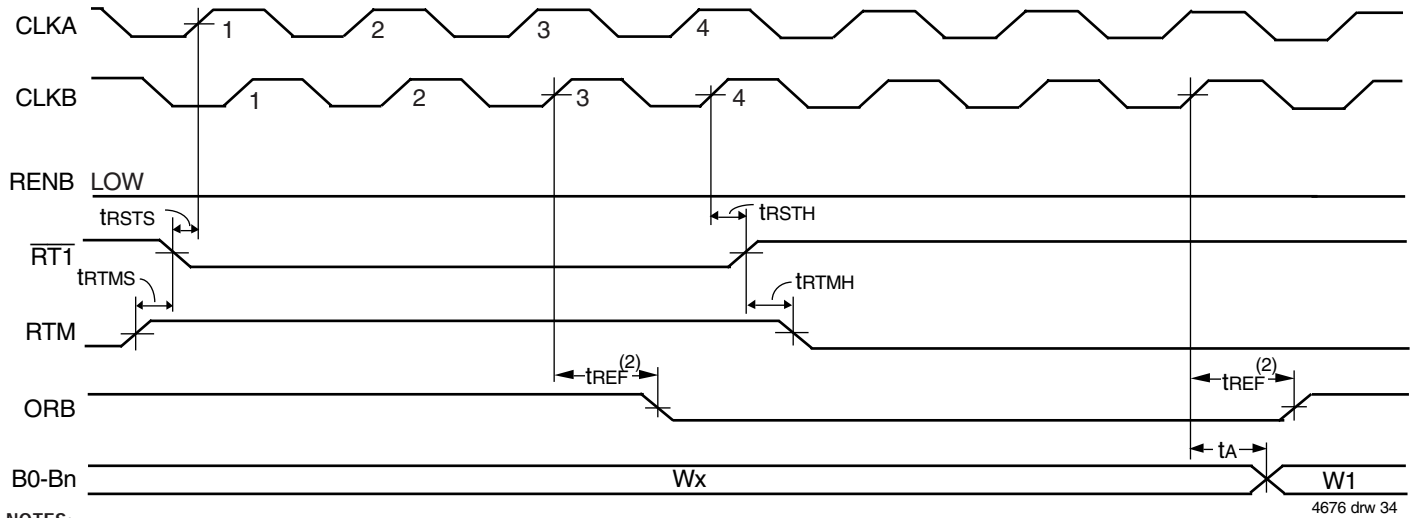 CLKA 1 2 3 4
CLKB 1 2 3 4
RENB LOW
tRSTS tRSTH
RT1
tRTMS tRTMH
RTM
tREF(2) tREF(2)
ORB
tA
B0-Bn Wx W1
4676 drw 34
NOTES: